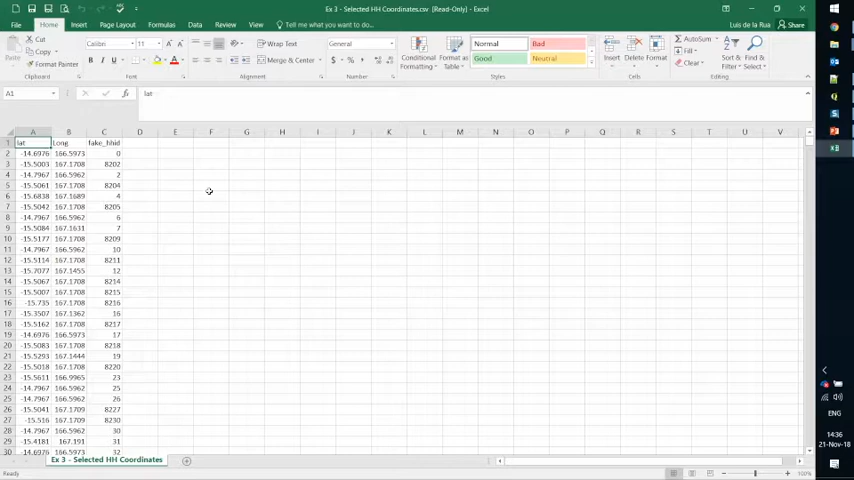 Ex 3 - Selected HH Coordinates.csv [Read-Only] - Excel
File Home Insert Page Layout Formulas Data Review View Tell me what you want to do... Luis de la Rua Share
Cut
Copy
Format Painter
Paste
Clipboard
Calibri 11
B I U
Font
Wrap Text
Merge & Center
Alignment
General
$ % ,
Number
Conditional Formatting
Format as Table
Normal Bad
Good Neutral
Styles
Insert Delete Format
Cells
AutoSum
Fill
Clear
Sort & Filter
Find & Select
Editing
A1 fx lat
A B C D E F G H I J K L M N O P Q R S T U V
1 lat Long fake_hhid
2 -14.6976 166.5973 0
3 -15.5003 167.1708 8202
4 -14.7967 166.5962 2
5 -15.5061 167.1708 8204
6 -15.6838 167.1689 4
7 -15.5042 167.1708 8205
8 -14.7967 166.5962 6
9 -15.5084 167.1631 7
10 -15.5177 167.1708 8209
11 -14.7967 166.5962 10
12 -15.5114 167.1708 8211
13 -15.7077 167.1455 12
14 -15.5067 167.1708 8214
15 -15.5007 167.1708 8215
16 -15.735 167.1708 8216
17 -15.3507 167.1362 16
18 -15.5162 167.1708 8217
19 -14.6976 166.5973 17
20 -15.5083 167.1708 8218
21 -15.5293 167.1444 19
22 -15.5018 167.1708 8220
23 -15.5611 166.9965 23
24 -14.7967 166.5962 25
25 -14.7967 166.5962 26
26 -15.5041 167.1709 8227
27 -15.516 167.1709 8230
28 -14.7967 166.5962 30
29 -15.4181 167.191 31
30 -14.6976 166.5973 32
Ex 3 - Selected HH Coordinates
Ready
100%
ENG
14:36
21-Nov-18